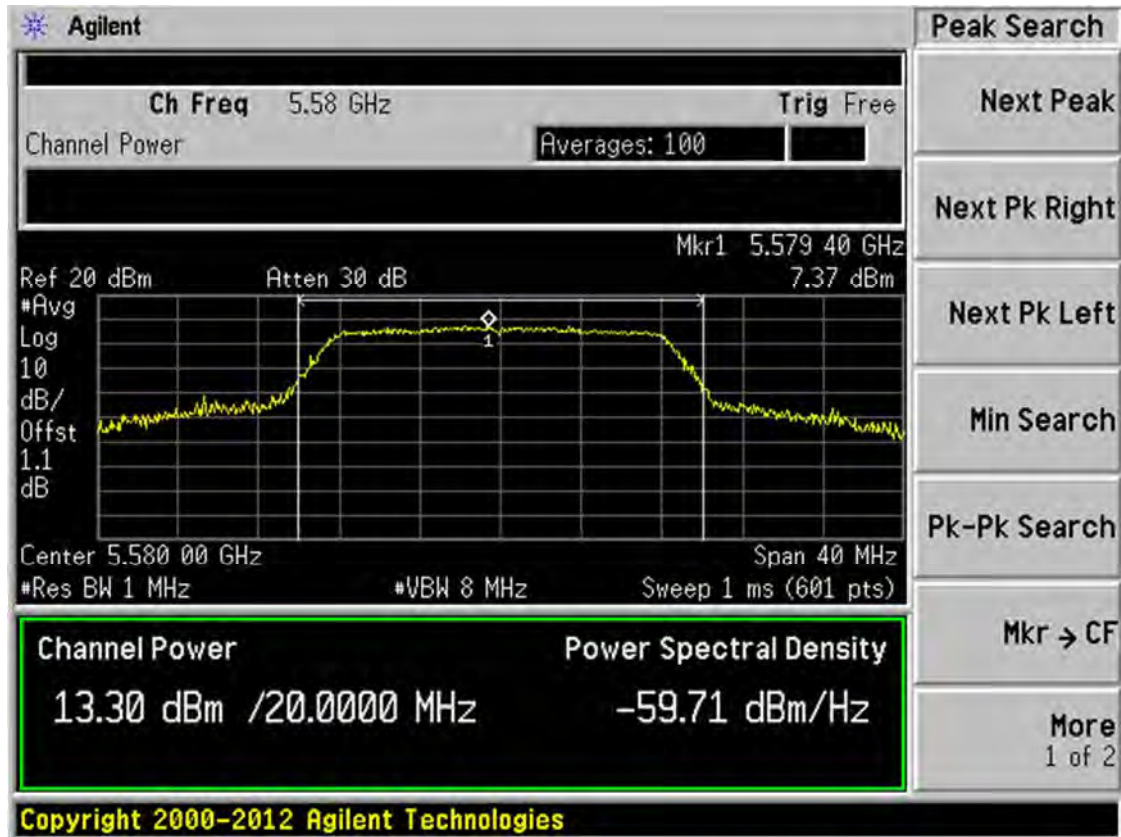 Agilent
Peak Search
Ch Freq 5.58 GHz Trig Free
Channel Power Averages: 100
Mkr1 5.579 40 GHz
Ref 20 dBm Atten 30 dB 7.37 dBm
#Avg
Log
10
dB/
Offst
1.1
dB
1
Center 5.580 00 GHz Span 40 MHz
#Res BW 1 MHz #VBW 8 MHz Sweep 1 ms (601 pts)
Channel Power Power Spectral Density
13.30 dBm /20.0000 MHz -59.71 dBm/Hz
Next Peak
Next Pk Right
Next Pk Left
Min Search
Pk-Pk Search
Mkr → CF
More
1 of 2
Copyright 2000-2012 Agilent Technologies